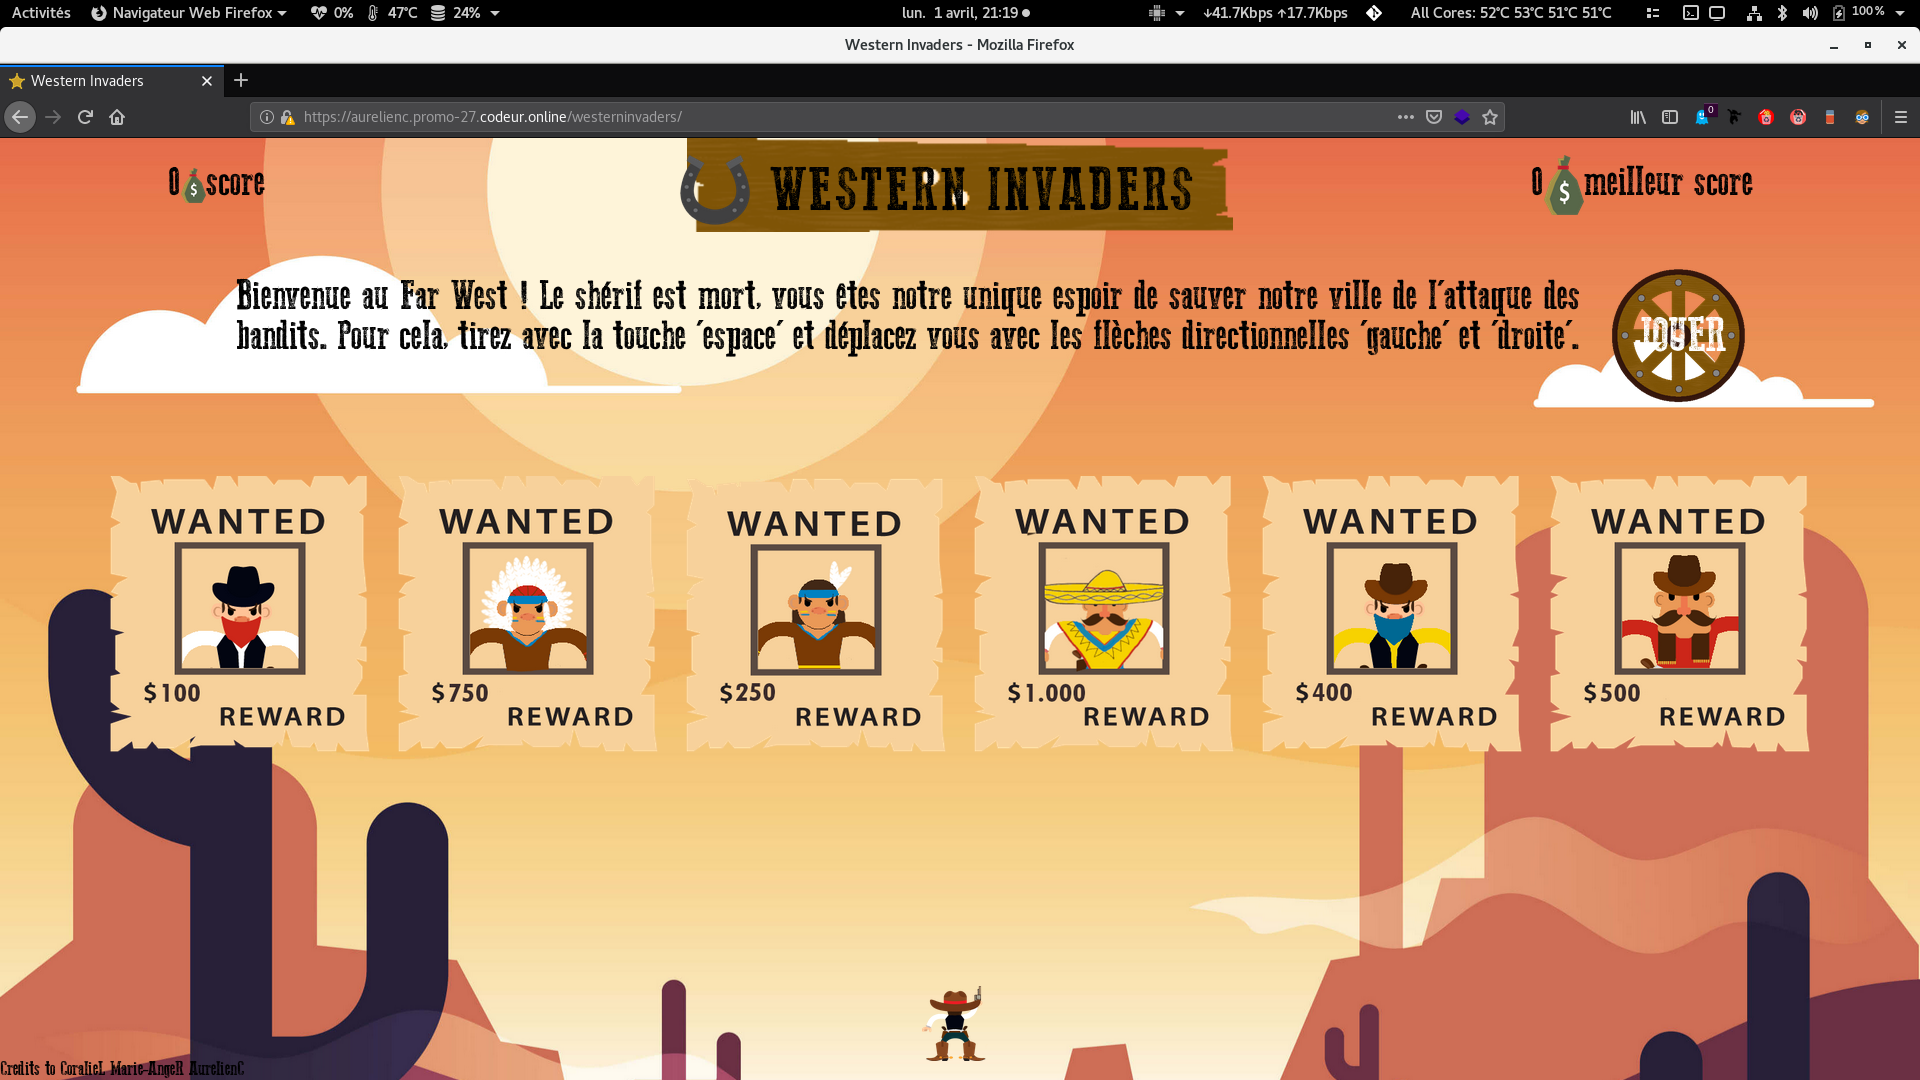 Activités Navigateur Web Firefox 0% 47°C 24% lun. 1 avril, 21:19 ↓41.7Kbps ↑17.7Kbps All Cores: 52°C 53°C 51°C 51°C 100%
Western Invaders - Mozilla Firefox
Western Invaders
https://aurelienc.promo-27.codeur.online/westerninvaders/ 0
0 $ score
WESTERN INVADERS
0 $ meilleur score
Bienvenue au Far West ! Le shérif est mort, vous êtes notre unique espoir de sauver notre ville de l'attaque des
bandits. Pour cela, tirez avec la touche 'espace' et déplacez vous avec les flèches directionnelles 'gauche' et 'droite'.
JOUER
WANTED WANTED WANTED WANTED WANTED WANTED
$100 $750 $250 $1.000 $400 $500
REWARD REWARD REWARD REWARD REWARD REWARD
Credits to CoralieL Marie-AngeR AurelienC